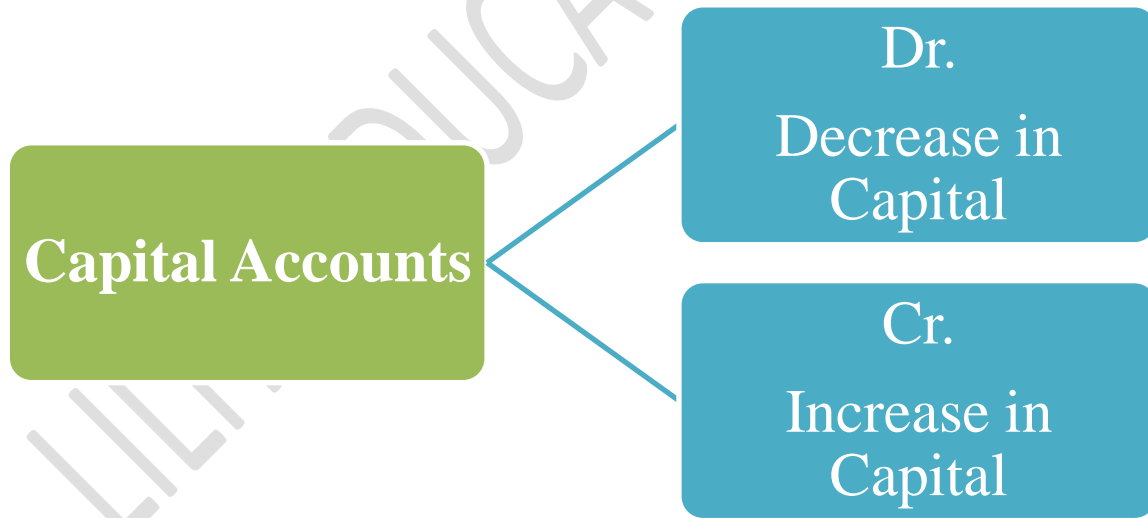 Capital Accounts
Dr.
Decrease in
Capital
Cr.
Increase in
Capital